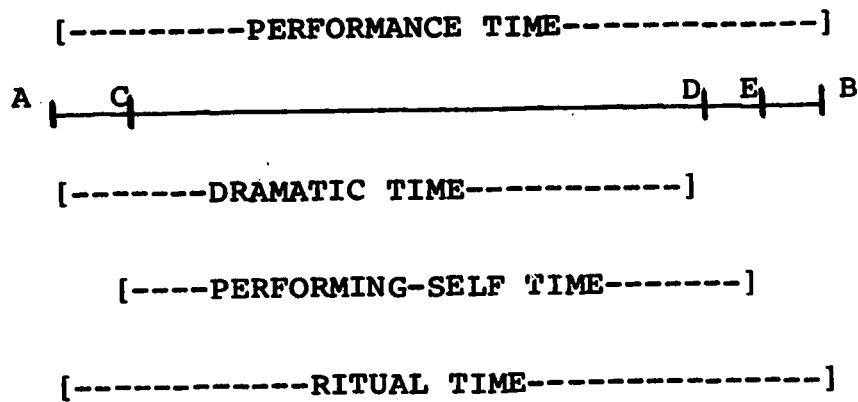 [---------PERFORMANCE TIME-------------]
A C D E B
[-------DRAMATIC TIME-----------]
[----PERFORMING-SELF TIME-------]
[------------RITUAL TIME---------------]